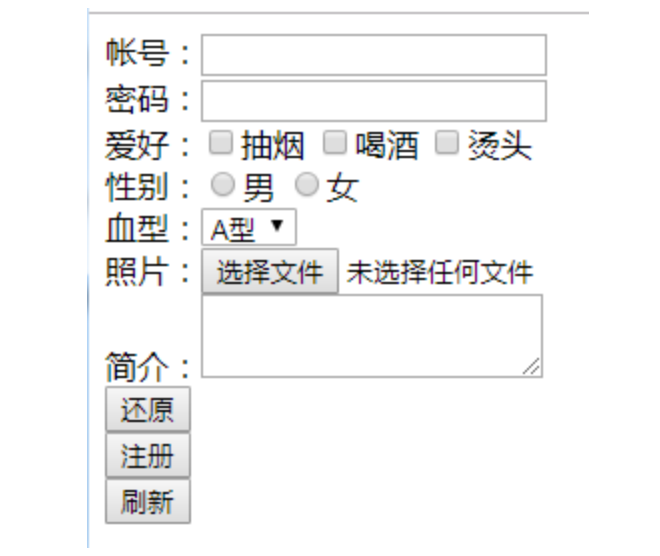 帐号：
密码：
爱好： 抽烟 喝酒 烫头
性别： 男 女
血型： A型
照片： 选择文件 未选择任何文件
简介：
还原
注册
刷新